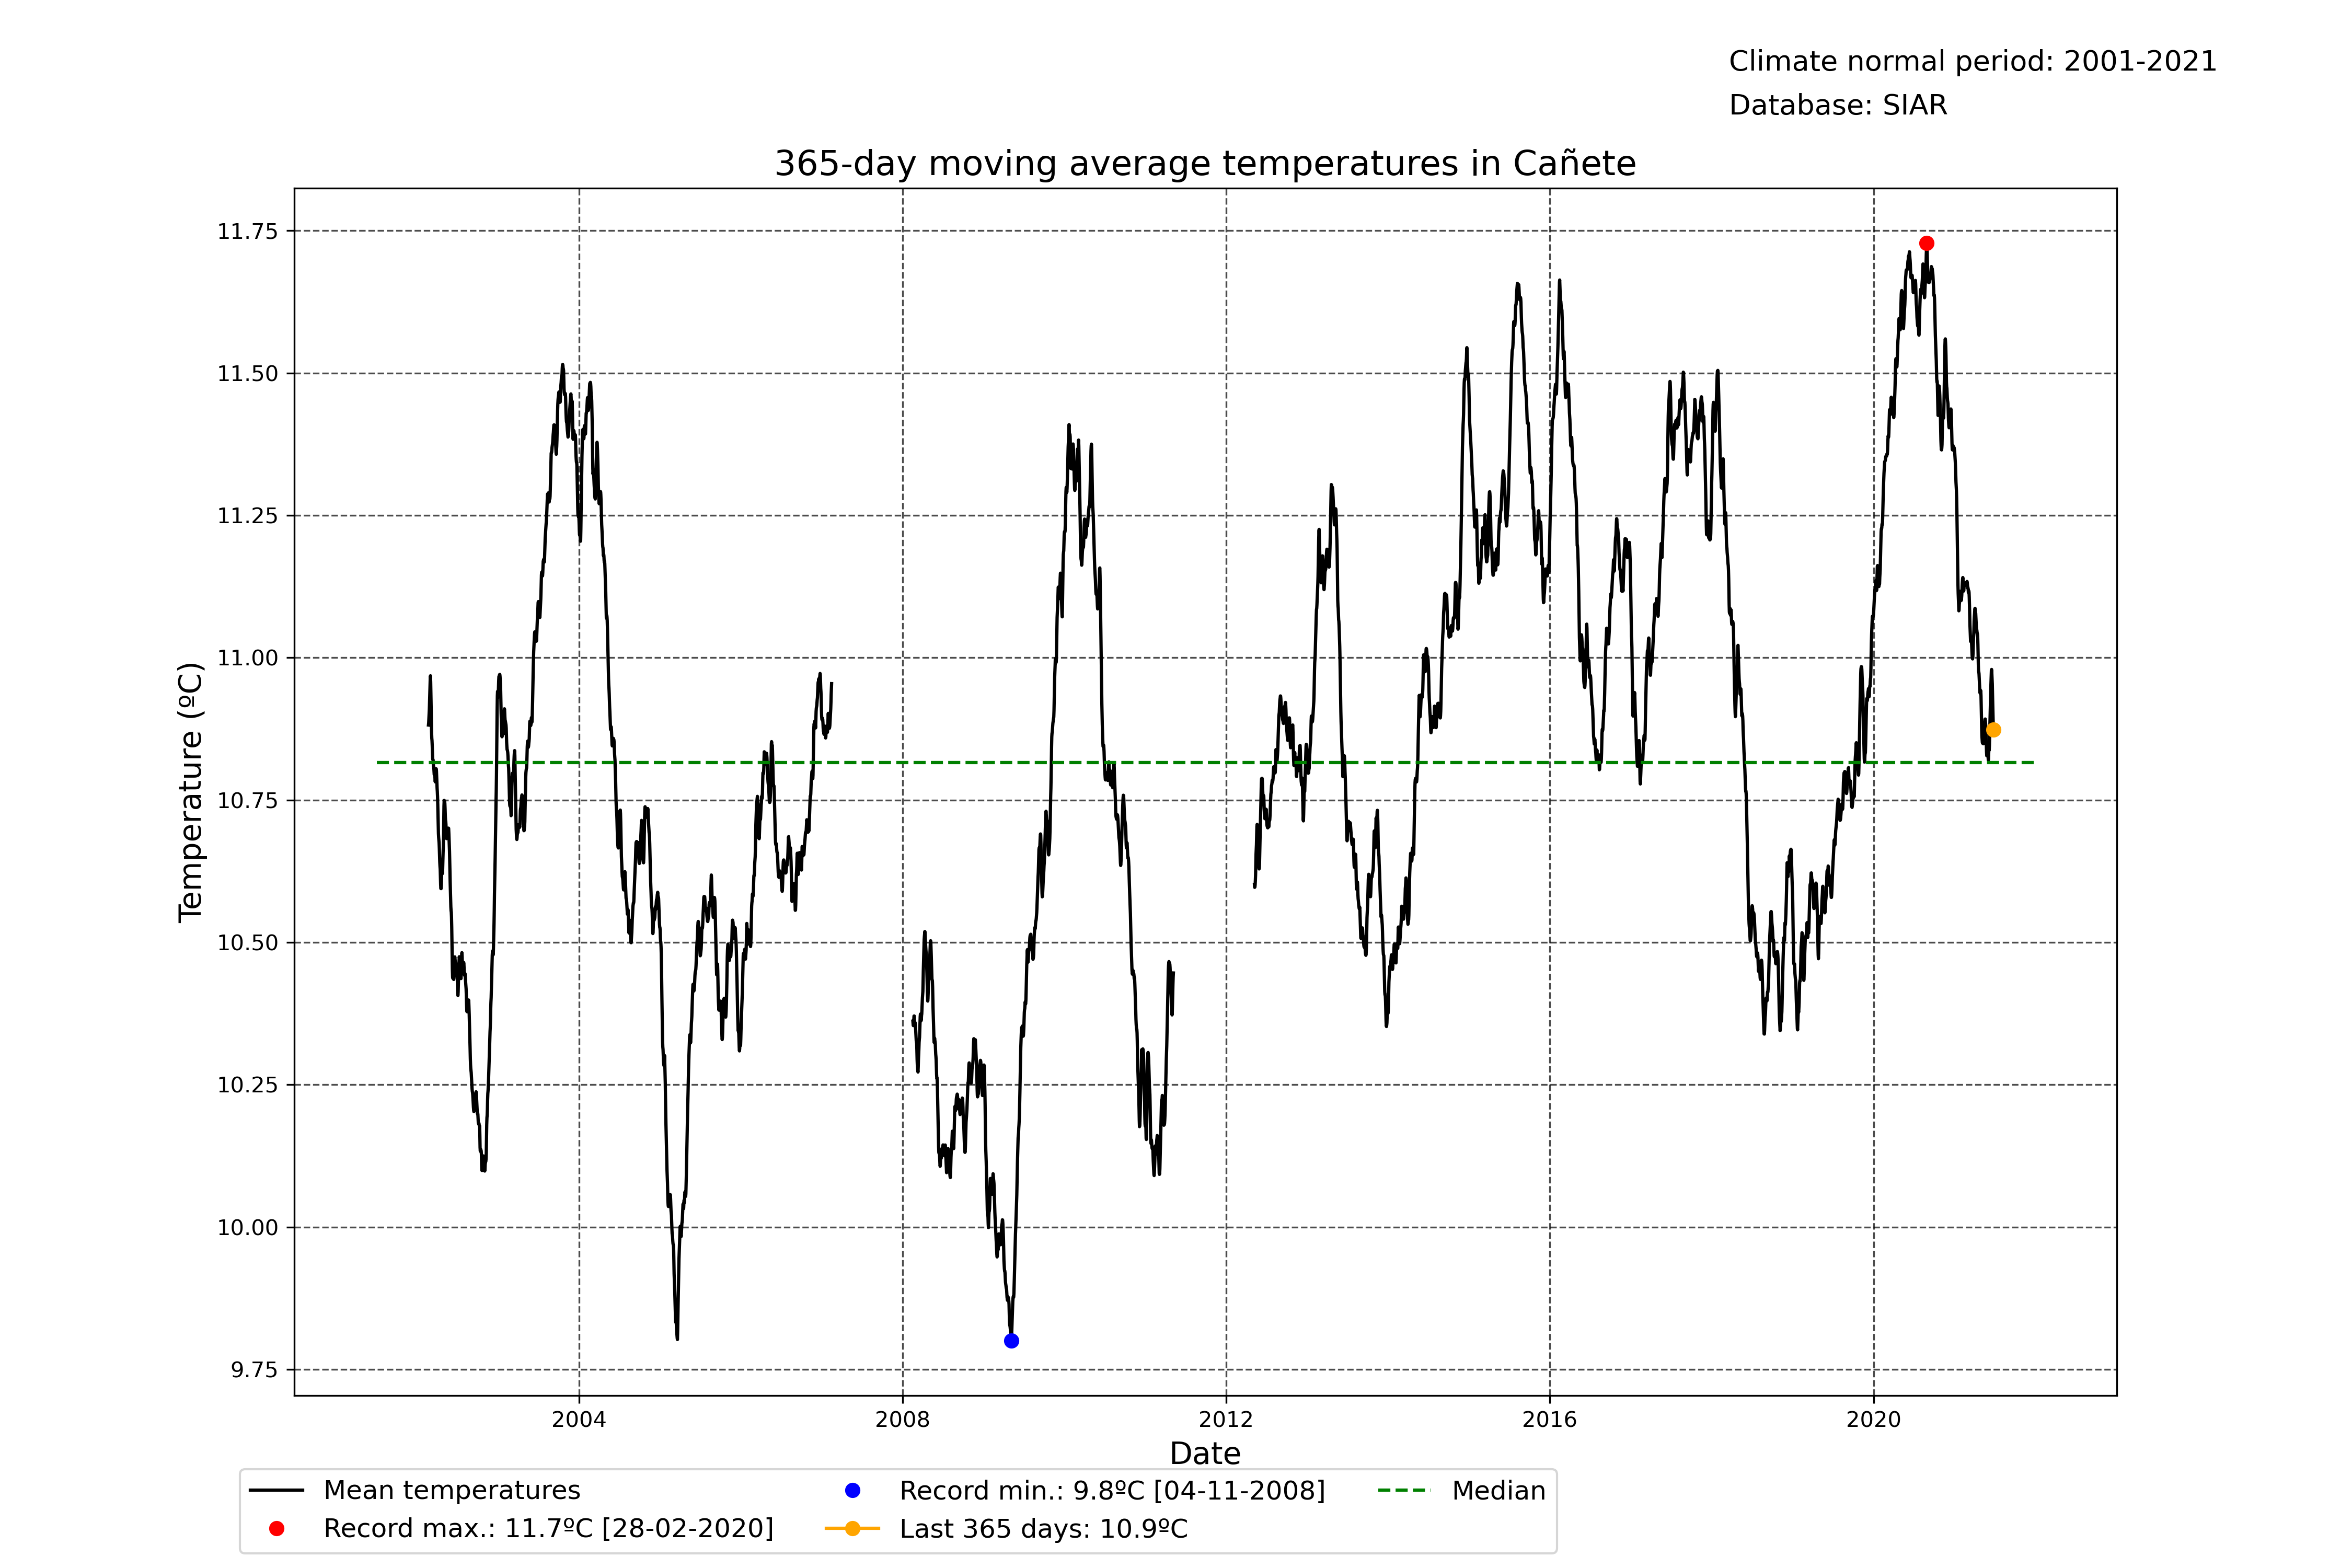 Climate normal period: 2001-2021
Database: SIAR
365-day moving average temperatures in Cañete
11.75
11.50
11.25
11.00
10.75
10.50
10.25
10.00
9.75
Temperature (ºC)
2004 2008 2012 2016 2020
Date
Mean temperatures
Record max.: 11.7ºC [28-02-2020]
Record min.: 9.8ºC [04-11-2008]
Last 365 days: 10.9ºC
Median